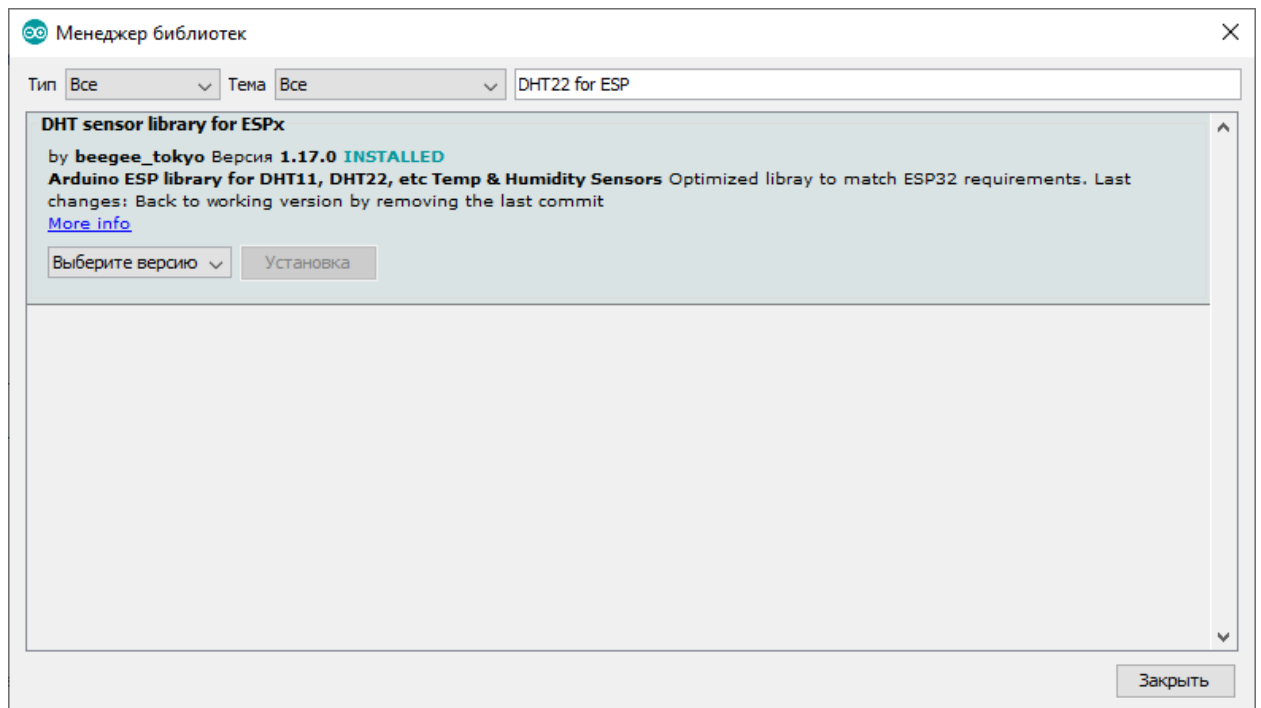 Менеджер библиотек
Тип Все Тема Все DHT22 for ESP
DHT sensor library for ESPx
by beegee_tokyo Версия 1.17.0 INSTALLED
Arduino ESP library for DHT11, DHT22, etc Temp & Humidity Sensors Optimized libray to match ESP32 requirements. Last
changes: Back to working version by removing the last commit
More info
Выберите версию Установка
Закрыть